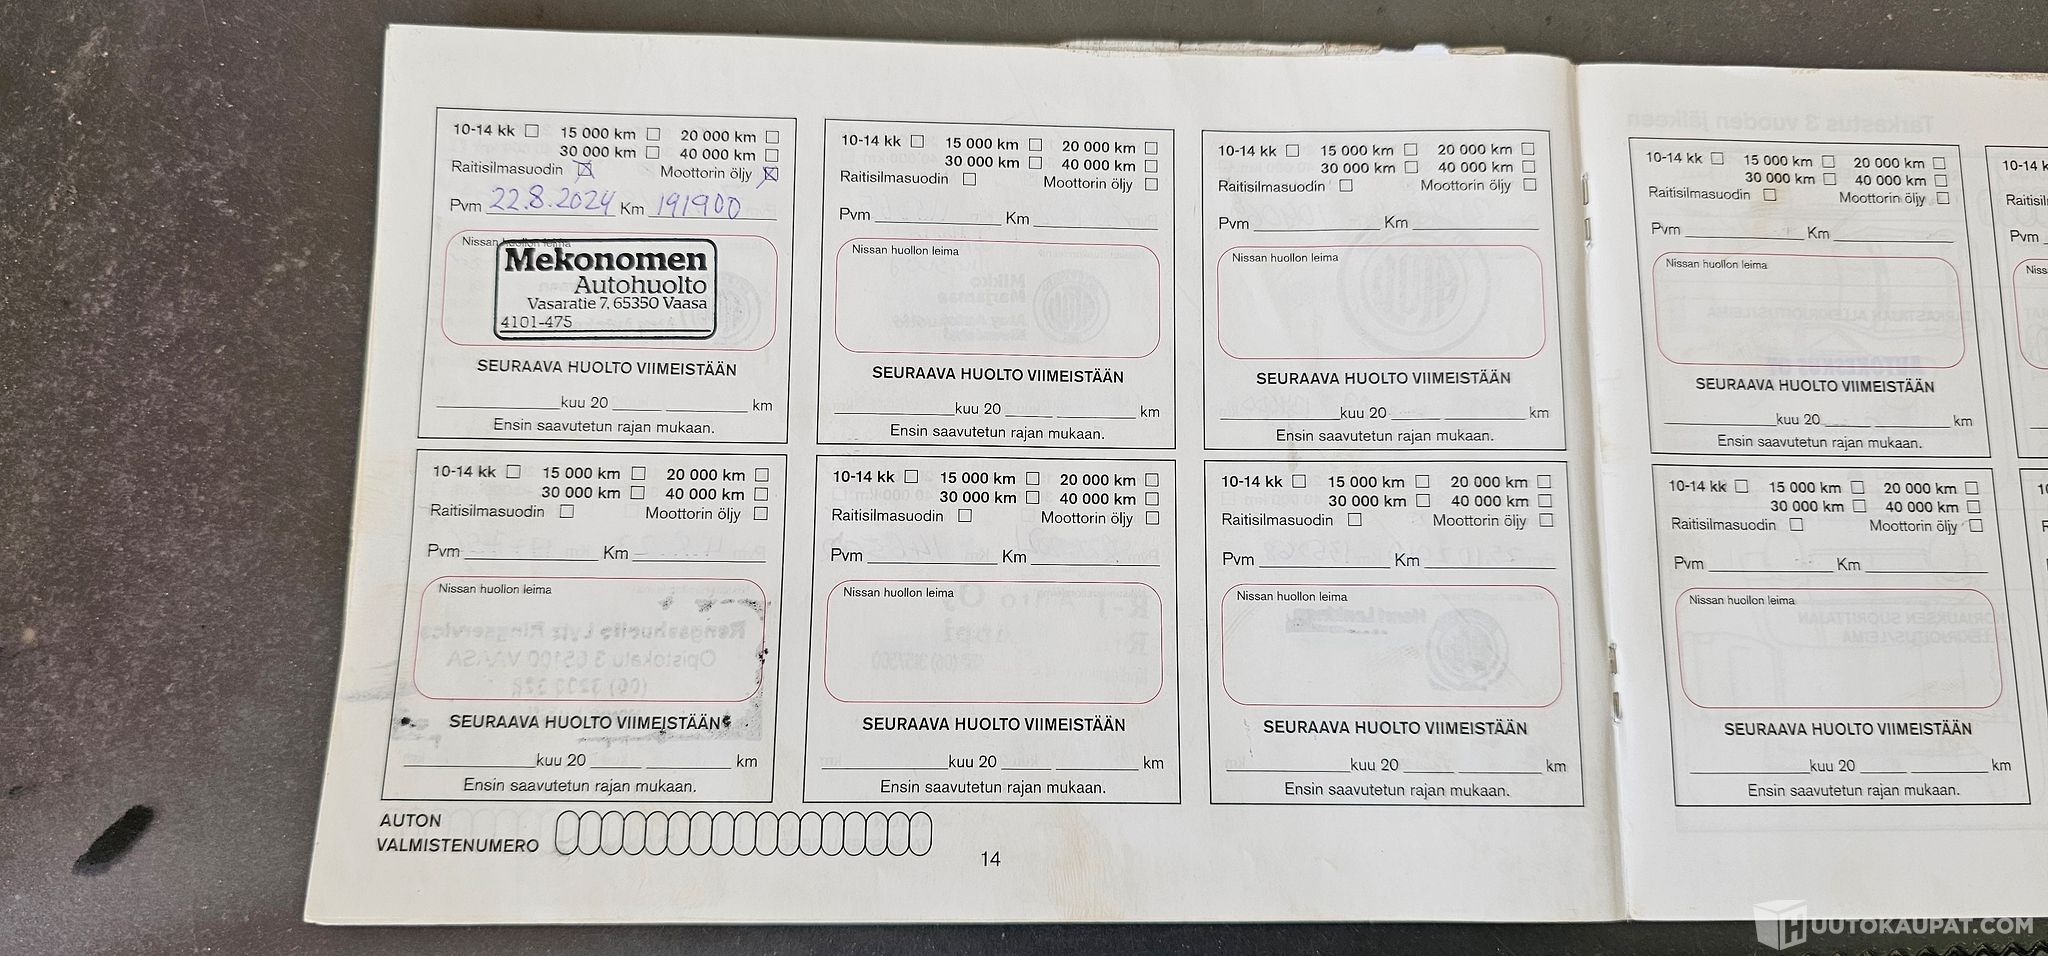 10-14 kk 15 000 km 20 000 km
30 000 km 40 000 km
Raitisilmasuodin Moottorin öljy
Pvm 22.8.2024 Km 191900
Nissan huollon leima
Mekonomen
Autohuolto
Vasaratie 7, 65350 Vaasa
4101-475
SEURAAVA HUOLTO VIIMEISTÄÄN
kuu 20 km
Ensin saavutetun rajan mukaan.
10-14 kk 15 000 km 20 000 km
30 000 km 40 000 km
Raitisilmasuodin Moottorin öljy
Pvm Km
Nissan huollon leima
SEURAAVA HUOLTO VIIMEISTÄÄN
kuu 20 km
Ensin saavutetun rajan mukaan.
10-14 kk 15 000 km 20 000 km
30 000 km 40 000 km
Raitisilmasuodin Moottorin öljy
Pvm Km
Nissan huollon leima
SEURAAVA HUOLTO VIIMEISTÄÄN
kuu 20 km
Ensin saavutetun rajan mukaan.
10-14 kk 15 000 km 20 000 km
30 000 km 40 000 km
Raitisilmasuodin Moottorin öljy
Pvm Km
Nissan huollon leima
SEURAAVA HUOLTO VIIMEISTÄÄN
kuu 20 km
Ensin saavutetun rajan mukaan.
10-14 kk 15 000 km 20 000 km
30 000 km 40 000 km
Raitisilmasuodin Moottorin öljy
Pvm Km
Nissan huollon leima
SEURAAVA HUOLTO VIIMEISTÄÄN
kuu 20 km
Ensin saavutetun rajan mukaan.
10-14 kk 15 000 km 20 000 km
30 000 km 40 000 km
Raitisilmasuodin Moottorin öljy
Pvm Km
Nissan huollon leima
SEURAAVA HUOLTO VIIMEISTÄÄN
kuu 20 km
Ensin saavutetun rajan mukaan.
AUTON
VALMISTENUMERO
14
10-14 kk 15 000 km 20 000 km
30 000 km 40 000 km
Raitisilmasuodin Moottorin öljy
Pvm Km
Nissan huollon leima
SEURAAVA HUOLTO VIIMEISTÄÄN
kuu 20 km
Ensin saavutetun rajan mukaan.
10-14 kk 15 000 km 20 000 km
30 000 km 40 000 km
Raitisilmasuodin Moottorin öljy
Pvm Km
Nissan huollon leima
SEURAAVA HUOLTO VIIMEISTÄÄN
kuu 20 km
Ensin saavutetun rajan mukaan.
10-14
Pvm
HUUTOKAUPAT.COM